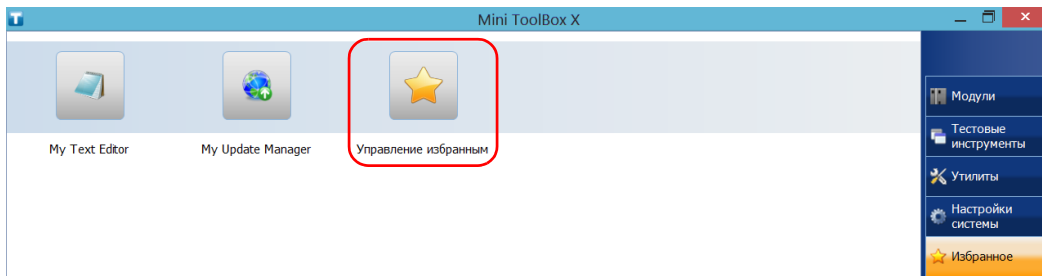 Mini ToolBox X
My Text Editor
My Update Manager
Управление избранным
Модули
Тестовые
инструменты
Утилиты
Настройки
системы
Избранное